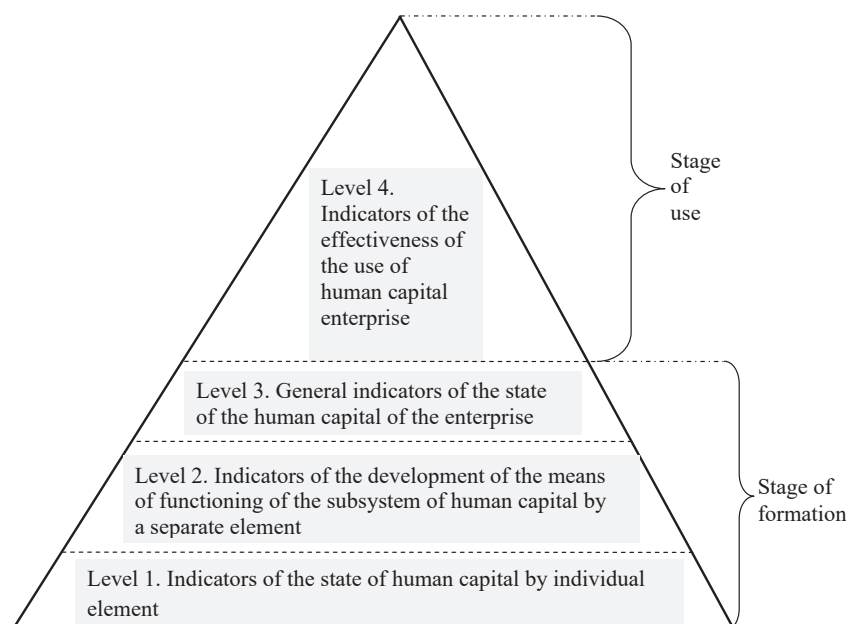 Level 4.
Indicators of the
effectiveness of
the use of
human capital
enterprise
Stage
of
use
Level 3. General indicators of the state
of the human capital of the enterprise
Level 2. Indicators of the development of the means
of functioning of the subsystem of human capital by
a separate element
Stage of
formation
Level 1. Indicators of the state of human capital by individual
element